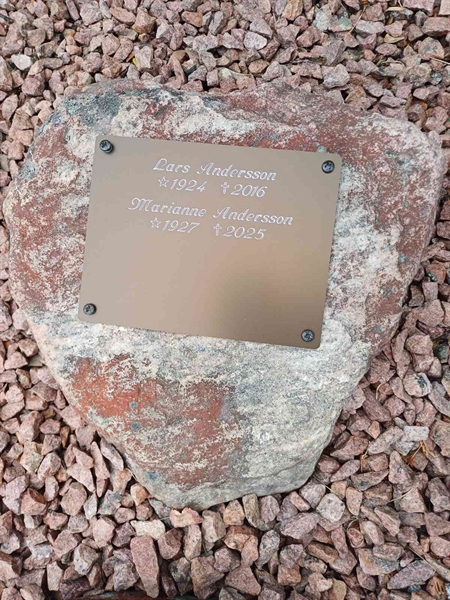 Lars Andersson
☆1924 ✝2016
Marianne Andersson
☆1927 ✝2025